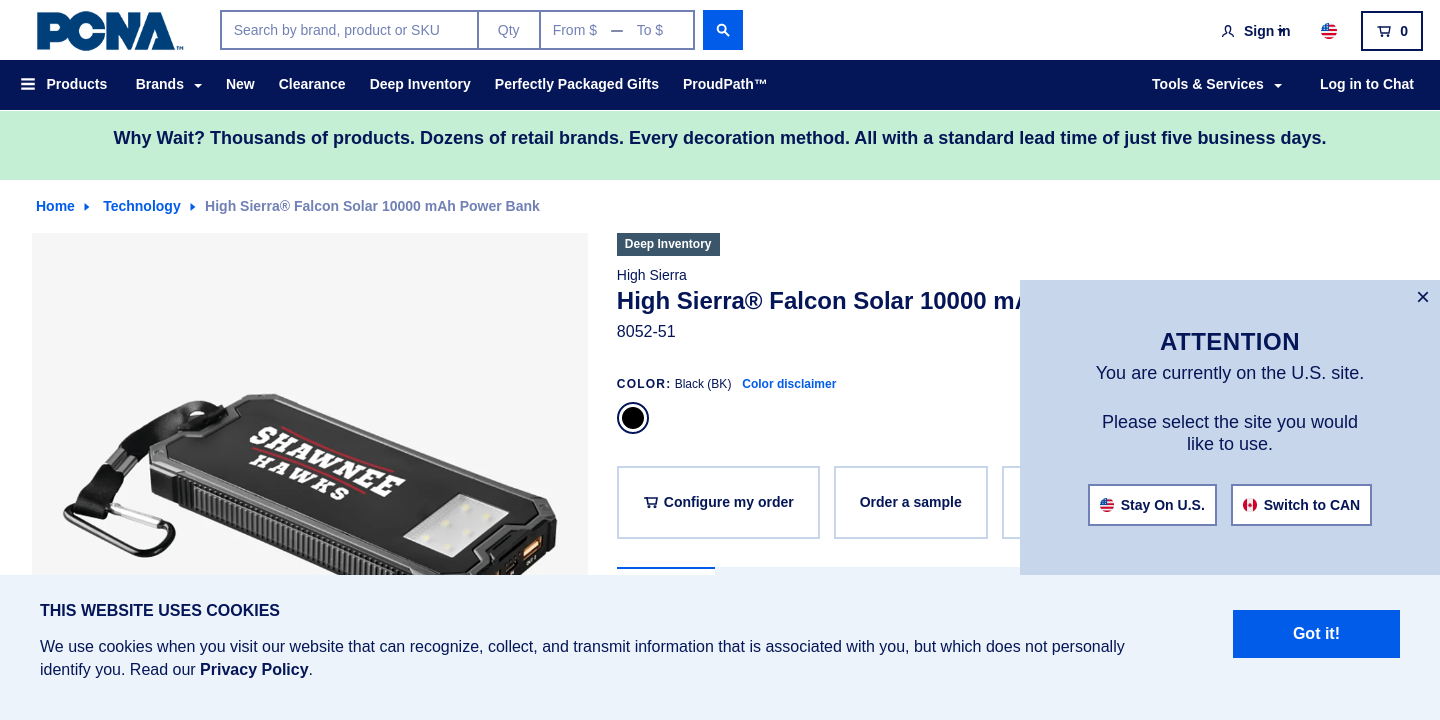 PCNA™
Search by brand, product or SKU
Qty
From $
—
To $
Sign in
0
Products
Brands
New
Clearance
Deep Inventory
Perfectly Packaged Gifts
ProudPath™
Tools & Services
Log in to Chat
Why Wait? Thousands of products. Dozens of retail brands. Every decoration method. All with a standard lead time of just five business days.
Home
Technology
High Sierra® Falcon Solar 10000 mAh Power Bank
SHAWNEE
HAWKS
Deep Inventory
High Sierra
High Sierra® Falcon Solar 10000 mA
8052-51
COLOR: Black (BK) Color disclaimer
Configure my order
Order a sample
×
ATTENTION
You are currently on the U.S. site.
Please select the site you would
like to use.
Stay On U.S.
Switch to CAN
THIS WEBSITE USES COOKIES
We use cookies when you visit our website that can recognize, collect, and transmit information that is associated with you, but which does not personally
identify you. Read our Privacy Policy.
Got it!